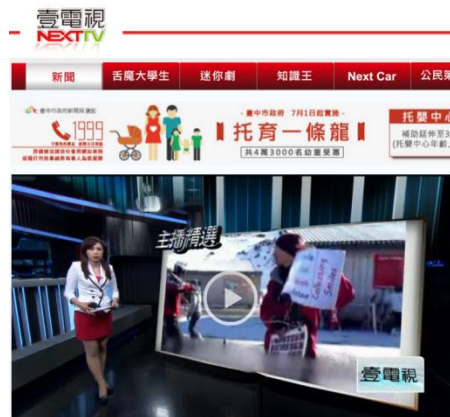 壹電視
NEXTTV
新聞
舌魔大學生
迷你劇
知識王
Next Car
公民
1999
臺中市政府 7月1日起實施
托育一條龍
共4萬3000名幼童受惠
托嬰中
補助延伸至3
(托嬰中心年齡
主播精選
Collecting
Smiles
壹電視